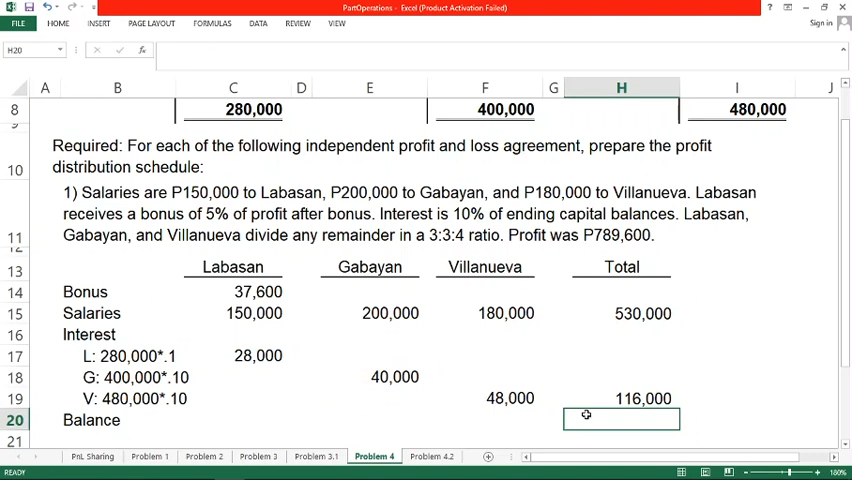 PartOperations - Excel (Product Activation Failed)
FILE HOME INSERT PAGE LAYOUT FORMULAS DATA REVIEW VIEW Sign in
H20 fx
A B C D E F G H I J
8 280,000 400,000 480,000
9
10 Required: For each of the following independent profit and loss agreement, prepare the profit
distribution schedule:
1) Salaries are P150,000 to Labasan, P200,000 to Gabayan, and P180,000 to Villanueva. Labasan
receives a bonus of 5% of profit after bonus. Interest is 10% of ending capital balances. Labasan,
11 Gabayan, and Villanueva divide any remainder in a 3:3:4 ratio. Profit was P789,600.
12
13 Labasan Gabayan Villanueva Total
14 Bonus 37,600
15 Salaries 150,000 200,000 180,000 530,000
16 Interest
17 L: 280,000*.1 28,000
18 G: 400,000*.10 40,000
19 V: 480,000*.10 48,000 116,000
20 Balance
21
PnL Sharing Problem 1 Problem 2 Problem 3 Problem 3.1 Problem 4 Problem 4.2
READY 180%